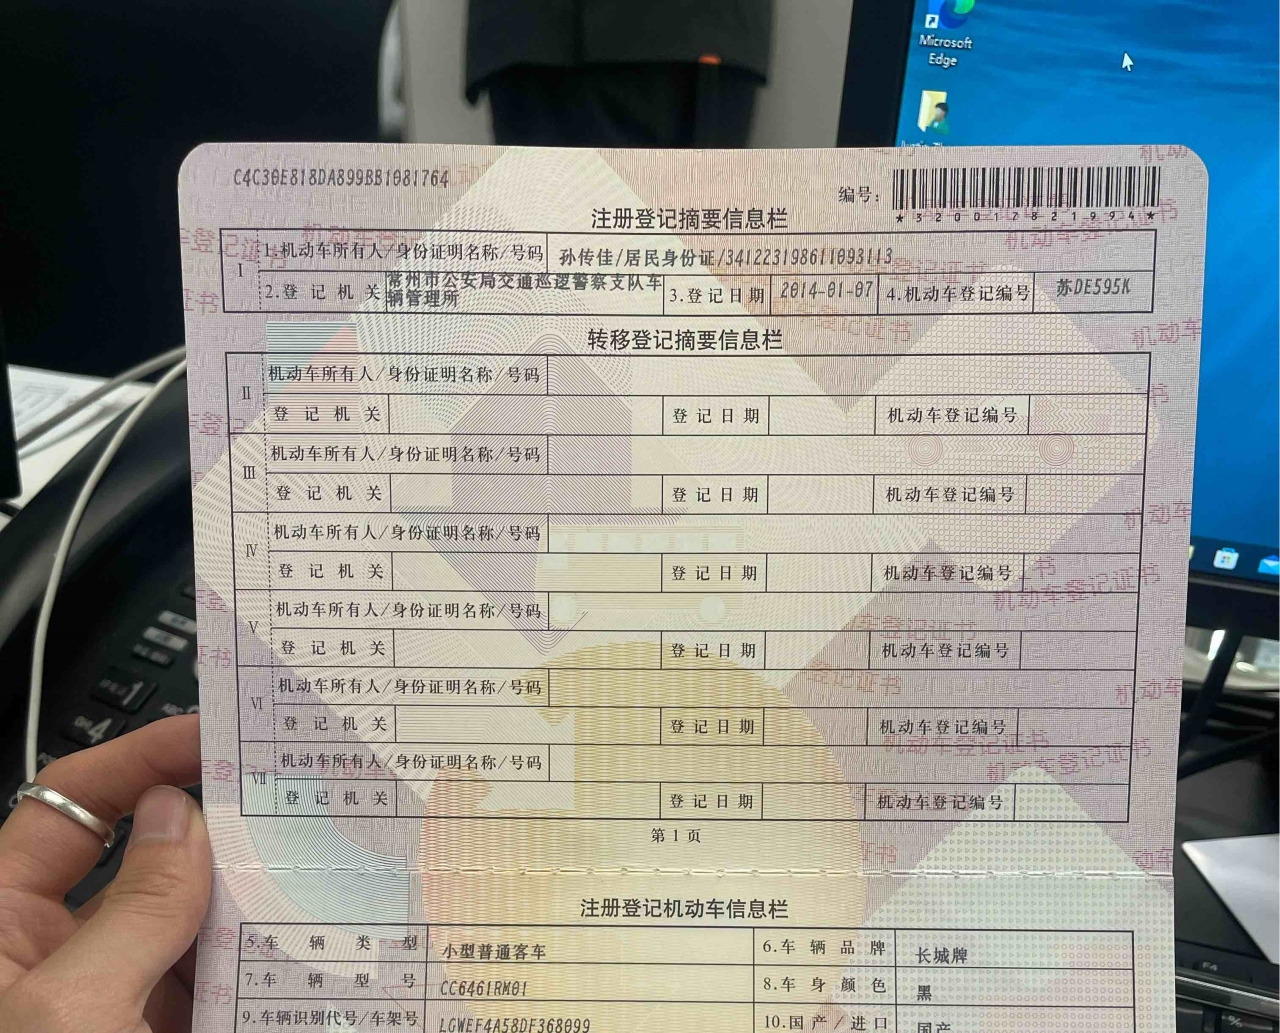 Microsoft
Edge
C4C30E818DA899BB1081764
编号:
*320012821994*
注册登记摘要信息栏
I
1.机动车所有人/身份证明名称/号码
孙传佳/居民身份证/341223198611093113
2.登记机关
常州市公安局交通巡逻警察支队车
辆管理所
3.登记日期
2014-01-07
4.机动车登记编号
苏DE595K
转移登记摘要信息栏
II
机动车所有人/身份证明名称/号码
登记机关
登记日期
机动车登记编号
III
机动车所有人/身份证明名称/号码
登记机关
登记日期
机动车登记编号
IV
机动车所有人/身份证明名称/号码
登记机关
登记日期
机动车登记编号
V
机动车所有人/身份证明名称/号码
登记机关
登记日期
机动车登记编号
VI
机动车所有人/身份证明名称/号码
登记机关
登记日期
机动车登记编号
VII
机动车所有人/身份证明名称/号码
登记机关
登记日期
机动车登记编号
第1页
注册登记机动车信息栏
5.车辆类型
小型普通客车
6.车辆品牌
长城牌
7.车辆型号
CC6461RM01
8.车身颜色
黑
9.车辆识别代号/车架号
LGWEF4A58DF368099
10.国产/进口
国产